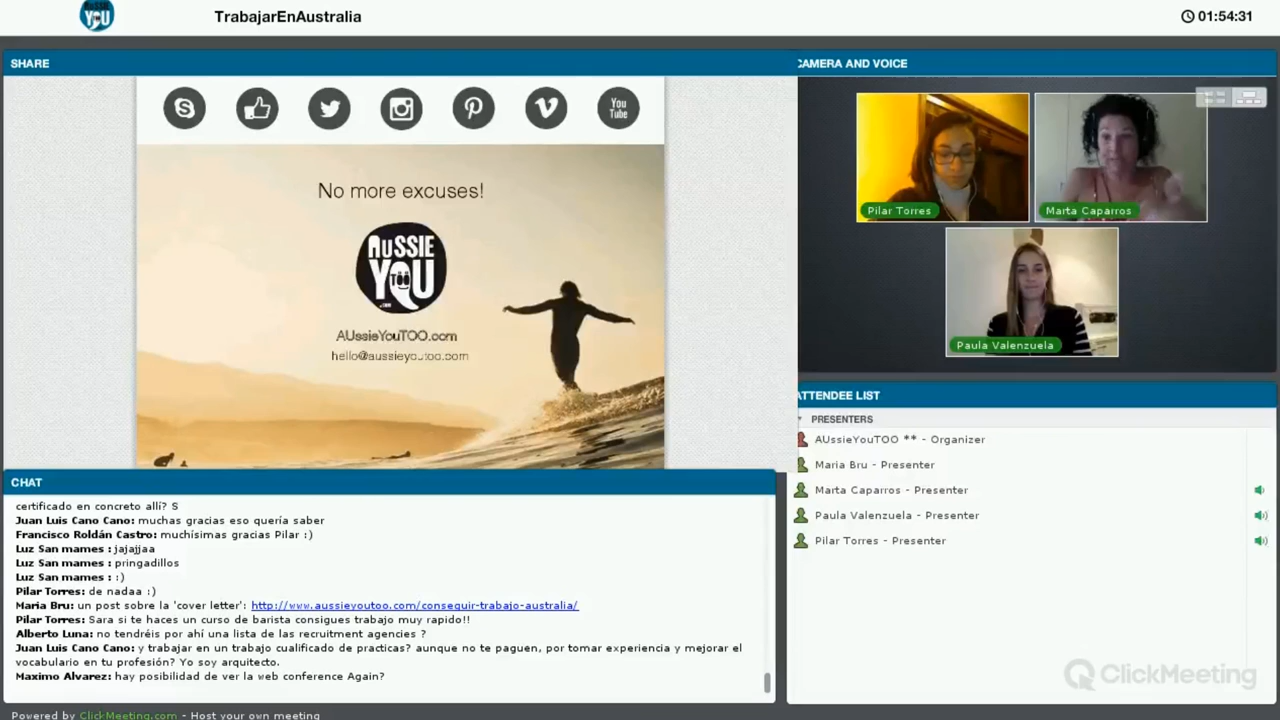 AUSSIE
YOU
TrabajarEnAustralia
01:54:31
SHARE
You
Tube
No more excuses!
AUSSIE
YOU
TOO
.com
AUssieYouTOO.com
hello@aussieyoutoo.com
CAMERA AND VOICE
Pilar Torres
Marta Caparros
Paula Valenzuela
ATTENDEE LIST
PRESENTERS
AUssieYouTOO ** - Organizer
Maria Bru - Presenter
Marta Caparros - Presenter
Paula Valenzuela - Presenter
Pilar Torres - Presenter
ClickMeeting
CHAT
certificado en concreto allí? S
Juan Luis Cano Cano: muchas gracias eso quería saber
Francisco Roldán Castro: muchísimas gracias Pilar :)
Luz San mames : jajajjaa
Luz San mames : pringadillos
Luz San mames : :)
Pilar Torres: de nadaa :)
Maria Bru: un post sobre la 'cover letter': http://www.aussieyoutoo.com/conseguir-trabajo-australia/
Pilar Torres: Sara si te haces un curso de barista consigues trabajo muy rapido!!
Alberto Luna: no tendréis por ahí una lista de las recruitment agencies ?
Juan Luis Cano Cano: y trabajar en un trabajo cualificado de practicas? aunque no te paguen, por tomar experiencia y mejorar el
vocabulario en tu profesión? Yo soy arquitecto.
Maximo Alvarez: hay posibilidad de ver la web conference Again?
Powered by ClickMeeting.com - Host your own meeting